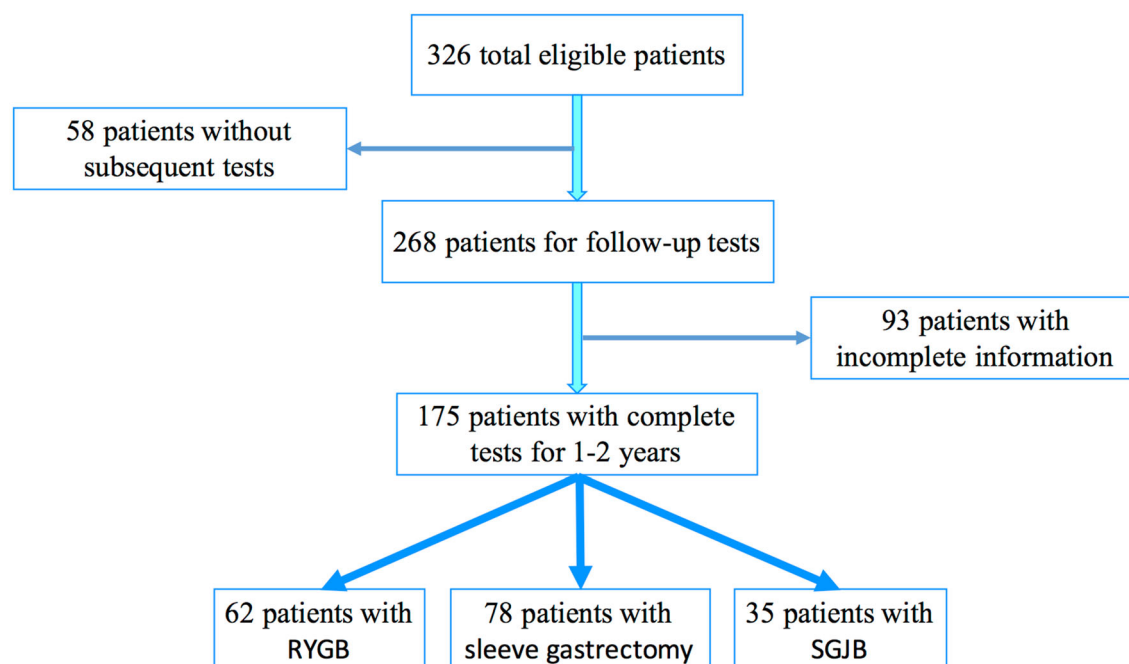 326 total eligible patients
58 patients without
subsequent tests
268 patients for follow-up tests
93 patients with
incomplete information
175 patients with complete
tests for 1-2 years
62 patients with
RYGB
78 patients with
sleeve gastrectomy
35 patients with
SGJB